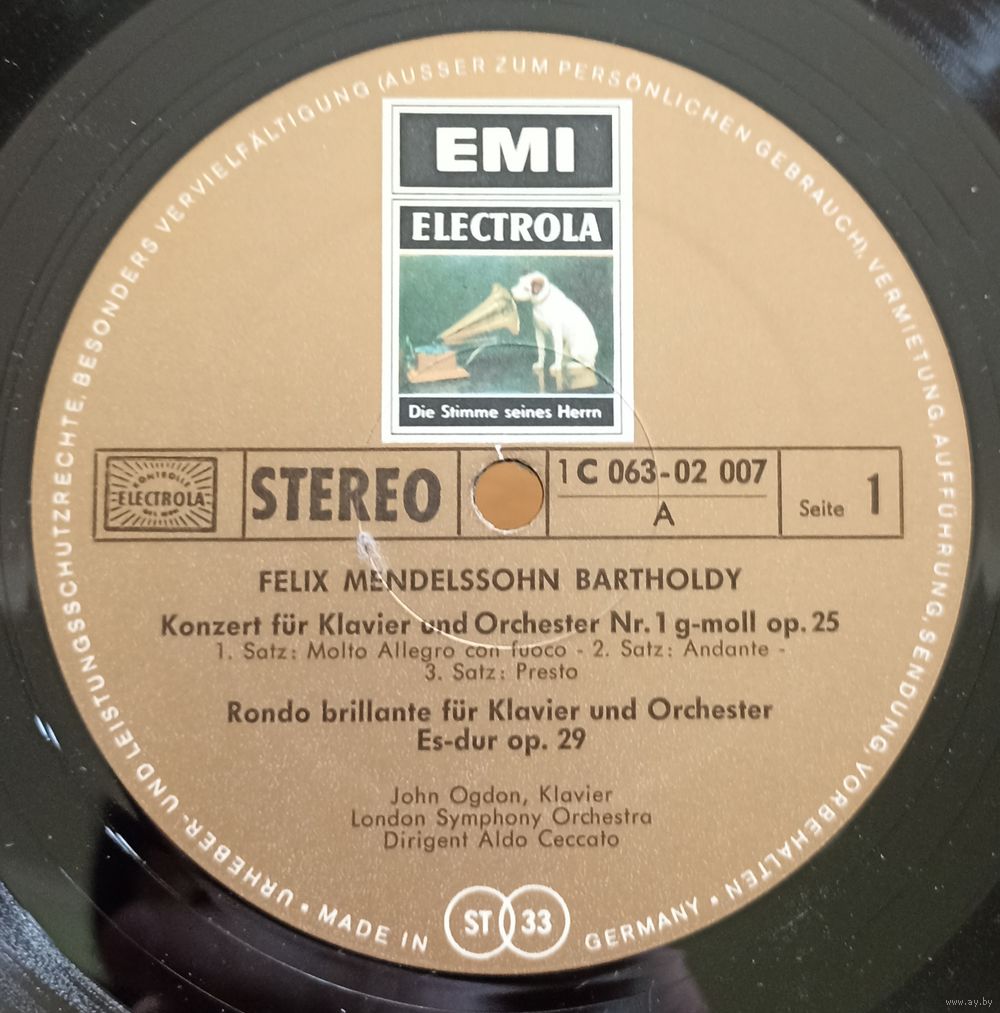 EMI
ELECTROLA
Die Stimme seines Herrn
KONTROLLE
ELECTROLA
STEREO
1 C 063-02 007
A
Seite 1
FELIX MENDELSSOHN BARTHOLDY
Konzert für Klavier und Orchester Nr. 1 g-moll op. 25
1. Satz: Molto Allegro con fuoco - 2. Satz: Andante -
3. Satz: Presto
Rondo brillante für Klavier und Orchester
Es-dur op. 29
John Ogdon, Klavier
London Symphony Orchestra
Dirigent Aldo Ceccato
ST 33
URHEBER- UND LEISTUNGSSCHUTZRECHTE, BESONDERS VERVIELFÄLTIGUNG (AUSSER ZUM PERSÖNLICHEN GEBRAUCH), VERMIETUNG, AUFFÜHRUNG, SENDUNG, VORBEHALTEN • MADE IN GERMANY •
www.ay.by